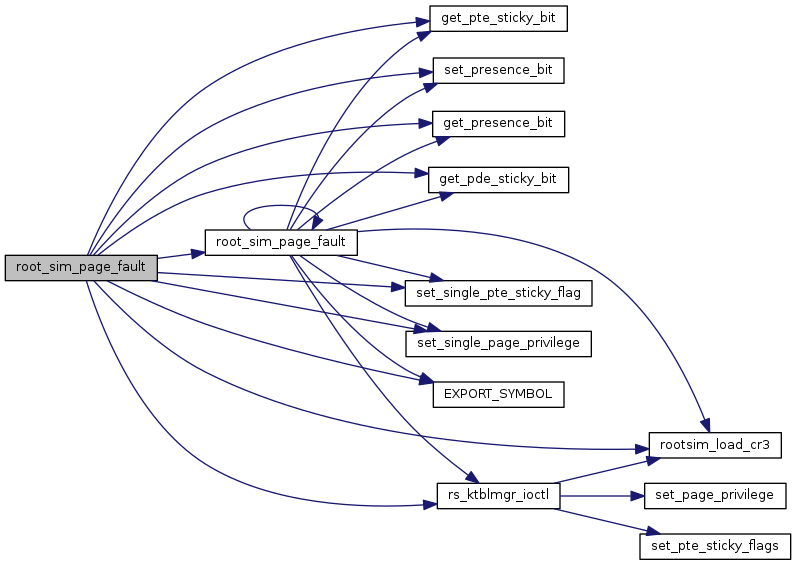 get_pte_sticky_bit
set_presence_bit
get_presence_bit
get_pde_sticky_bit
root_sim_page_fault
root_sim_page_fault
set_single_pte_sticky_flag
set_single_page_privilege
EXPORT_SYMBOL
rootsim_load_cr3
rs_ktblmgr_ioctl
set_page_privilege
set_pte_sticky_flags